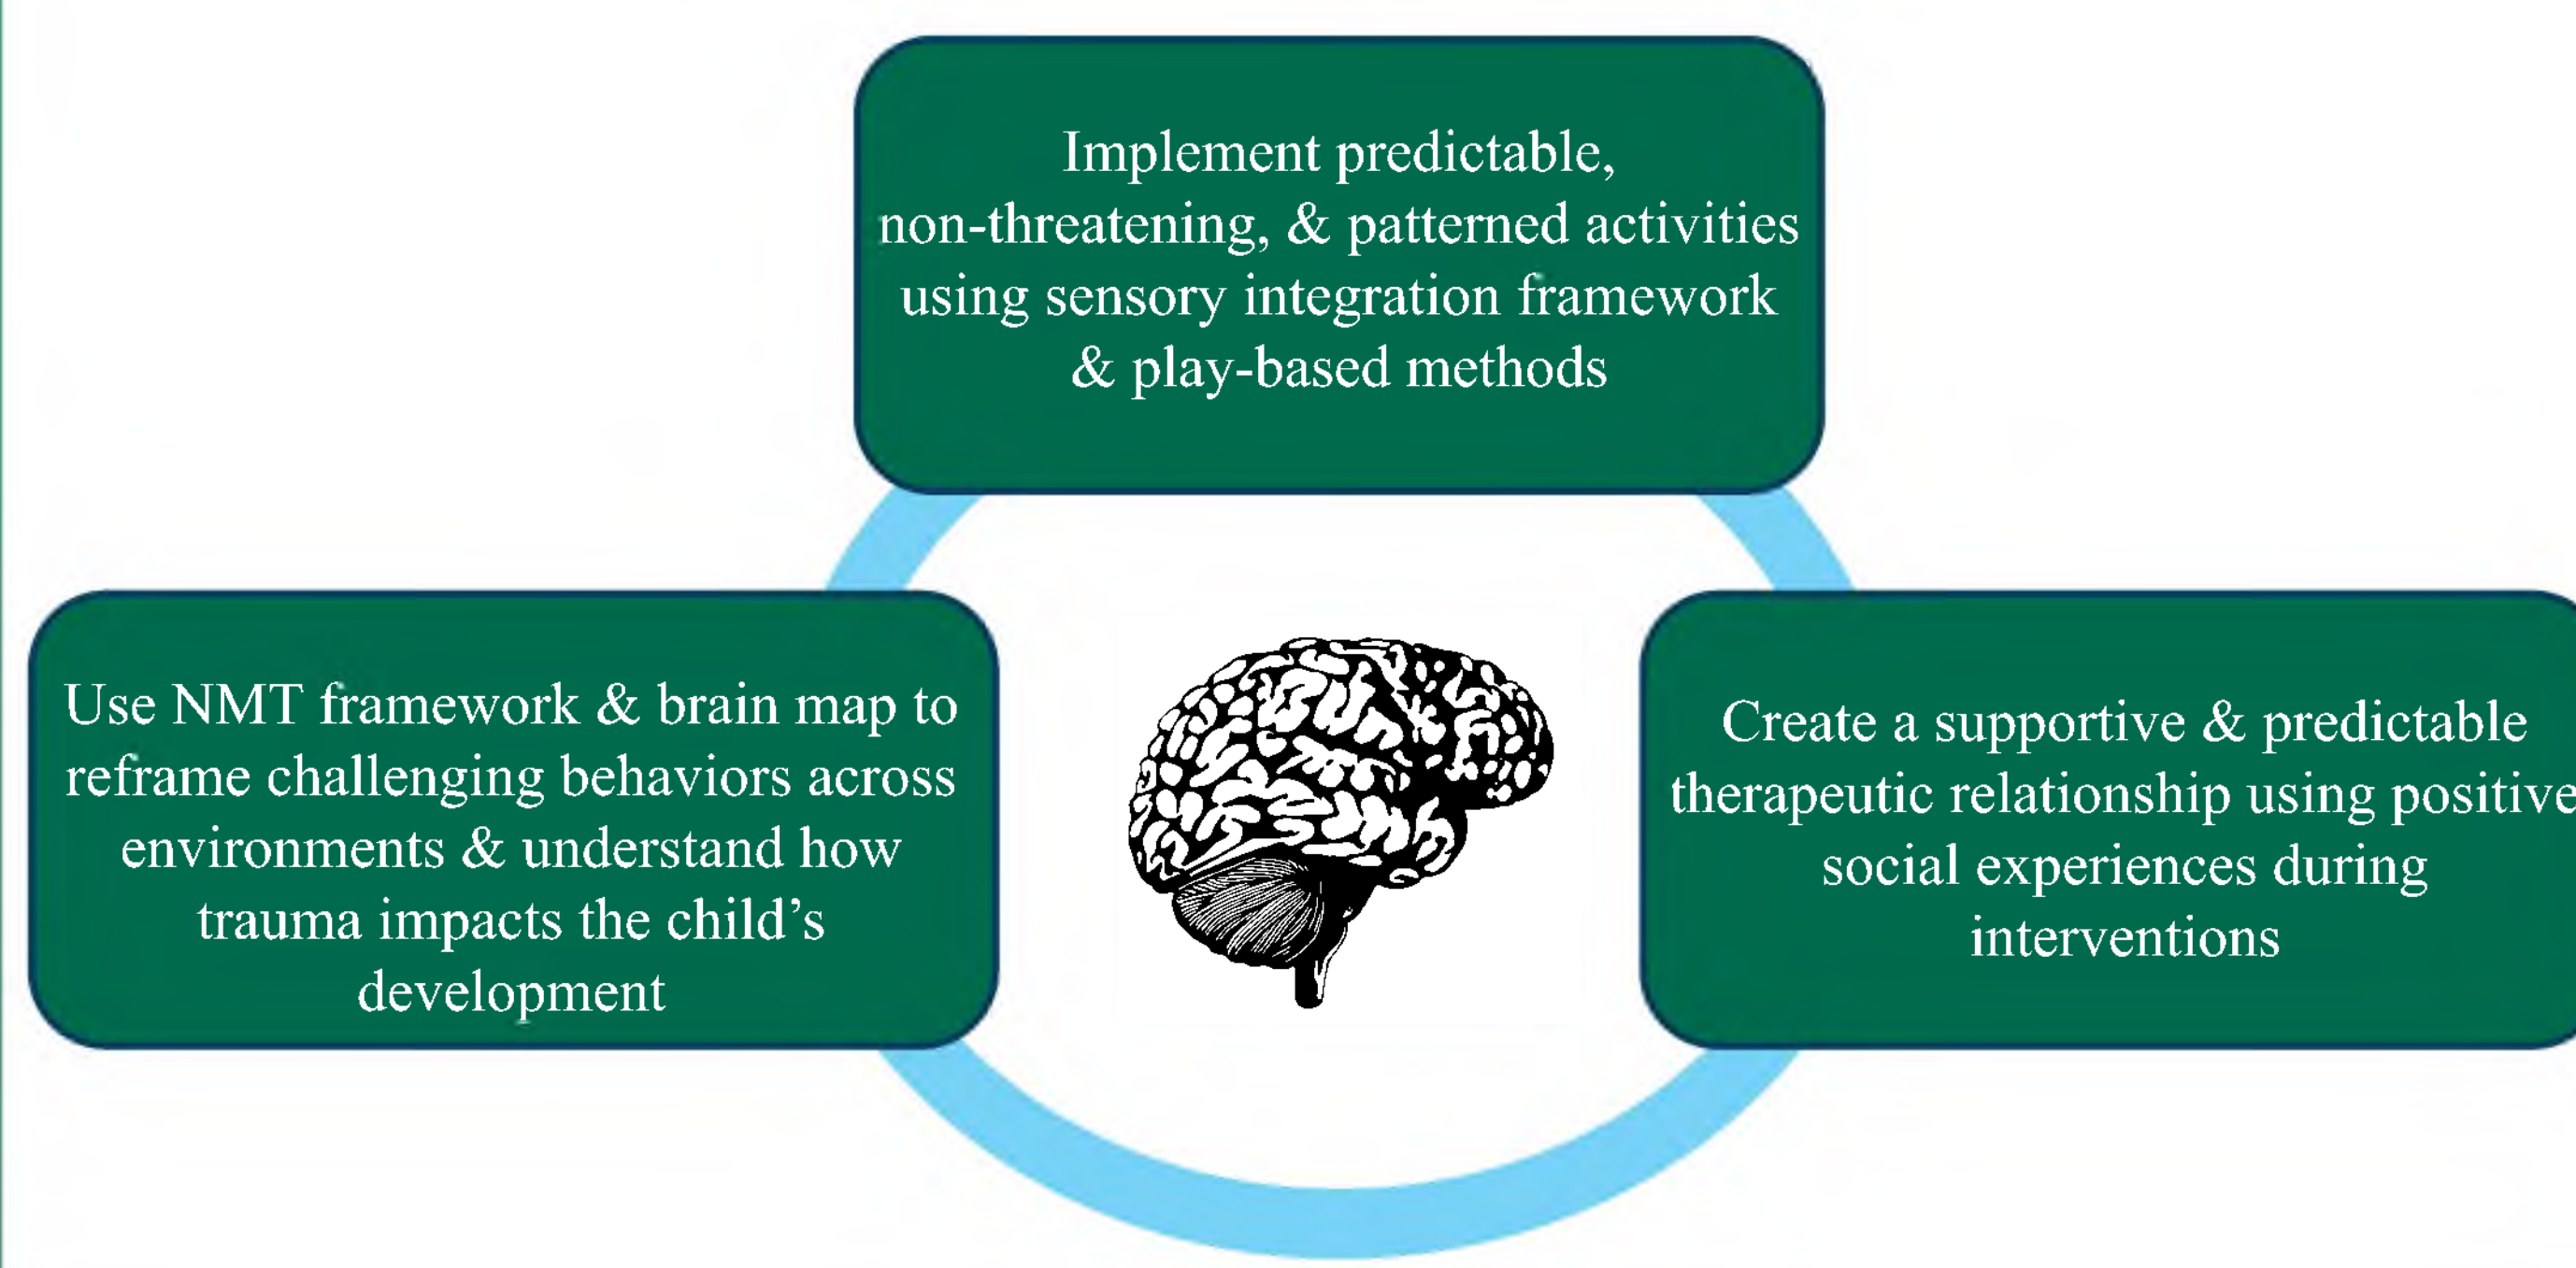 Implement predictable,
non-threatening, & patterned activities
using sensory integration framework
& play-based methods
Use NMT framework & brain map to
reframe challenging behaviors across
environments & understand how
trauma impacts the child’s
development
Create a supportive & predictable
therapeutic relationship using positive
social experiences during
interventions